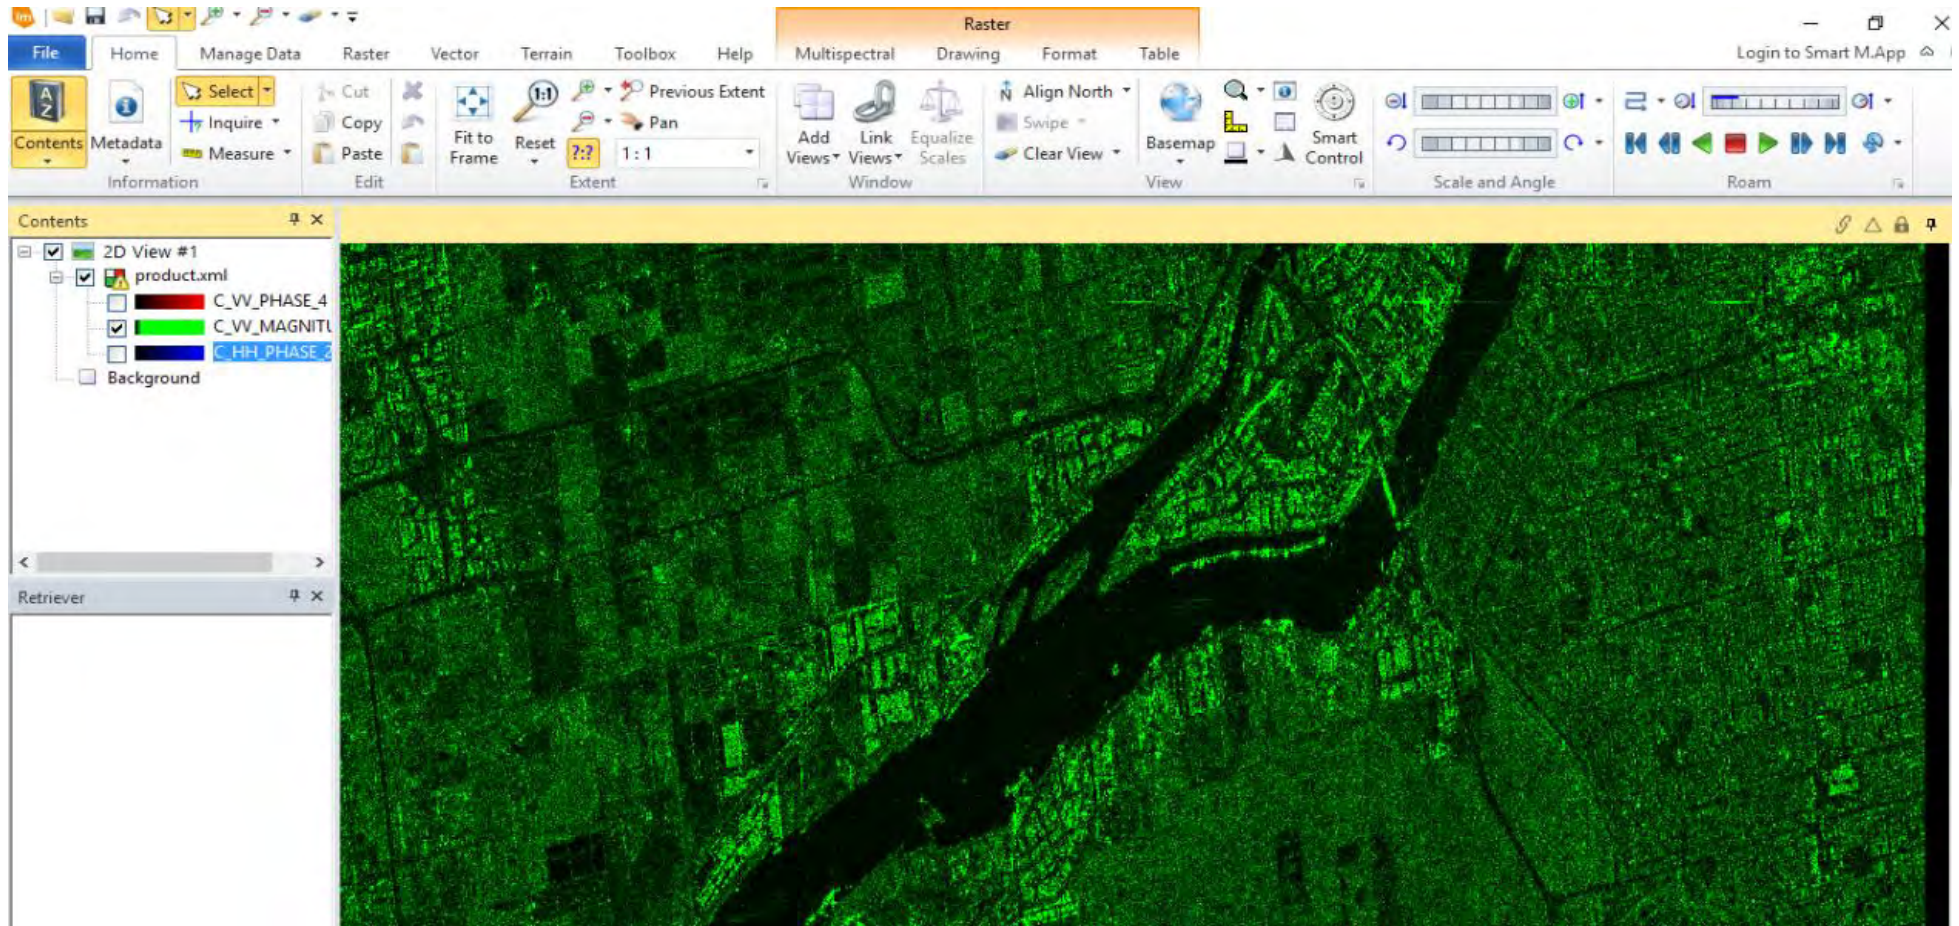 Raster
File Home Manage Data Raster Vector Terrain Toolbox Help Multispectral Drawing Format Table Login to Smart M.App
Contents
Metadata
Select
Inquire
Measure
Information
Cut
Copy
Paste
Edit
Fit to
Frame
1:1
Reset
Previous Extent
Pan
?:?
1 : 1
Extent
Add
Views
Link
Views
Equalize
Scales
Window
Align North
Swipe
Clear View
Basemap
Smart
Control
View
Scale and Angle
Roam
Contents
2D View #1
product.xml
C_VV_PHASE_4
C_VV_MAGNITU
C_HH_PHASE_2
Background
Retriever